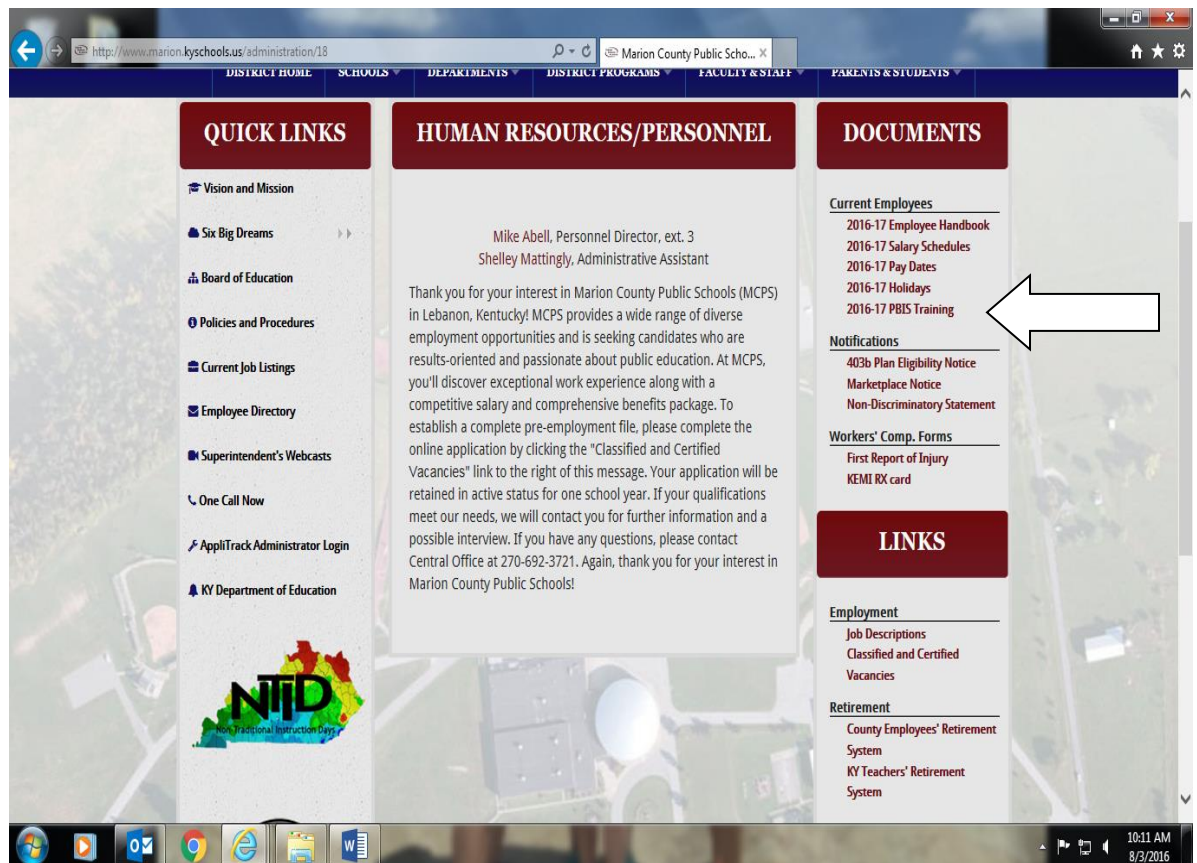 http://www.marion.kyschools.us/administration/18
Marion County Public Scho...
DISTRICT HOME SCHOOLS DEPARTMENTS DISTRICT PROGRAMS FACULTY & STAFF PARENTS & STUDENTS
QUICK LINKS
Vision and Mission
Six Big Dreams
Board of Education
Policies and Procedures
Current Job Listings
Employee Directory
Superintendent's Webcasts
One Call Now
AppliTrack Administrator Login
KY Department of Education
NTID
Non-Traditional Instruction Days
HUMAN RESOURCES/PERSONNEL
Mike Abell, Personnel Director, ext. 3
Shelley Mattingly, Administrative Assistant
Thank you for your interest in Marion County Public Schools (MCPS)
in Lebanon, Kentucky! MCPS provides a wide range of diverse
employment opportunities and is seeking candidates who are
results-oriented and passionate about public education. At MCPS,
you'll discover exceptional work experience along with a
competitive salary and comprehensive benefits package. To
establish a complete pre-employment file, please complete the
online application by clicking the "Classified and Certified
Vacancies" link to the right of this message. Your application will be
retained in active status for one school year. If your qualifications
meet our needs, we will contact you for further information and a
possible interview. If you have any questions, please contact
Central Office at 270-692-3721. Again, thank you for your interest in
Marion County Public Schools!
DOCUMENTS
Current Employees
2016-17 Employee Handbook
2016-17 Salary Schedules
2016-17 Pay Dates
2016-17 Holidays
2016-17 PBIS Training
Notifications
403b Plan Eligibility Notice
Marketplace Notice
Non-Discriminatory Statement
Workers' Comp. Forms
First Report of Injury
KEMI RX card
LINKS
Employment
Job Descriptions
Classified and Certified
Vacancies
Retirement
County Employees' Retirement
System
KY Teachers' Retirement
System
10:11 AM
8/3/2016